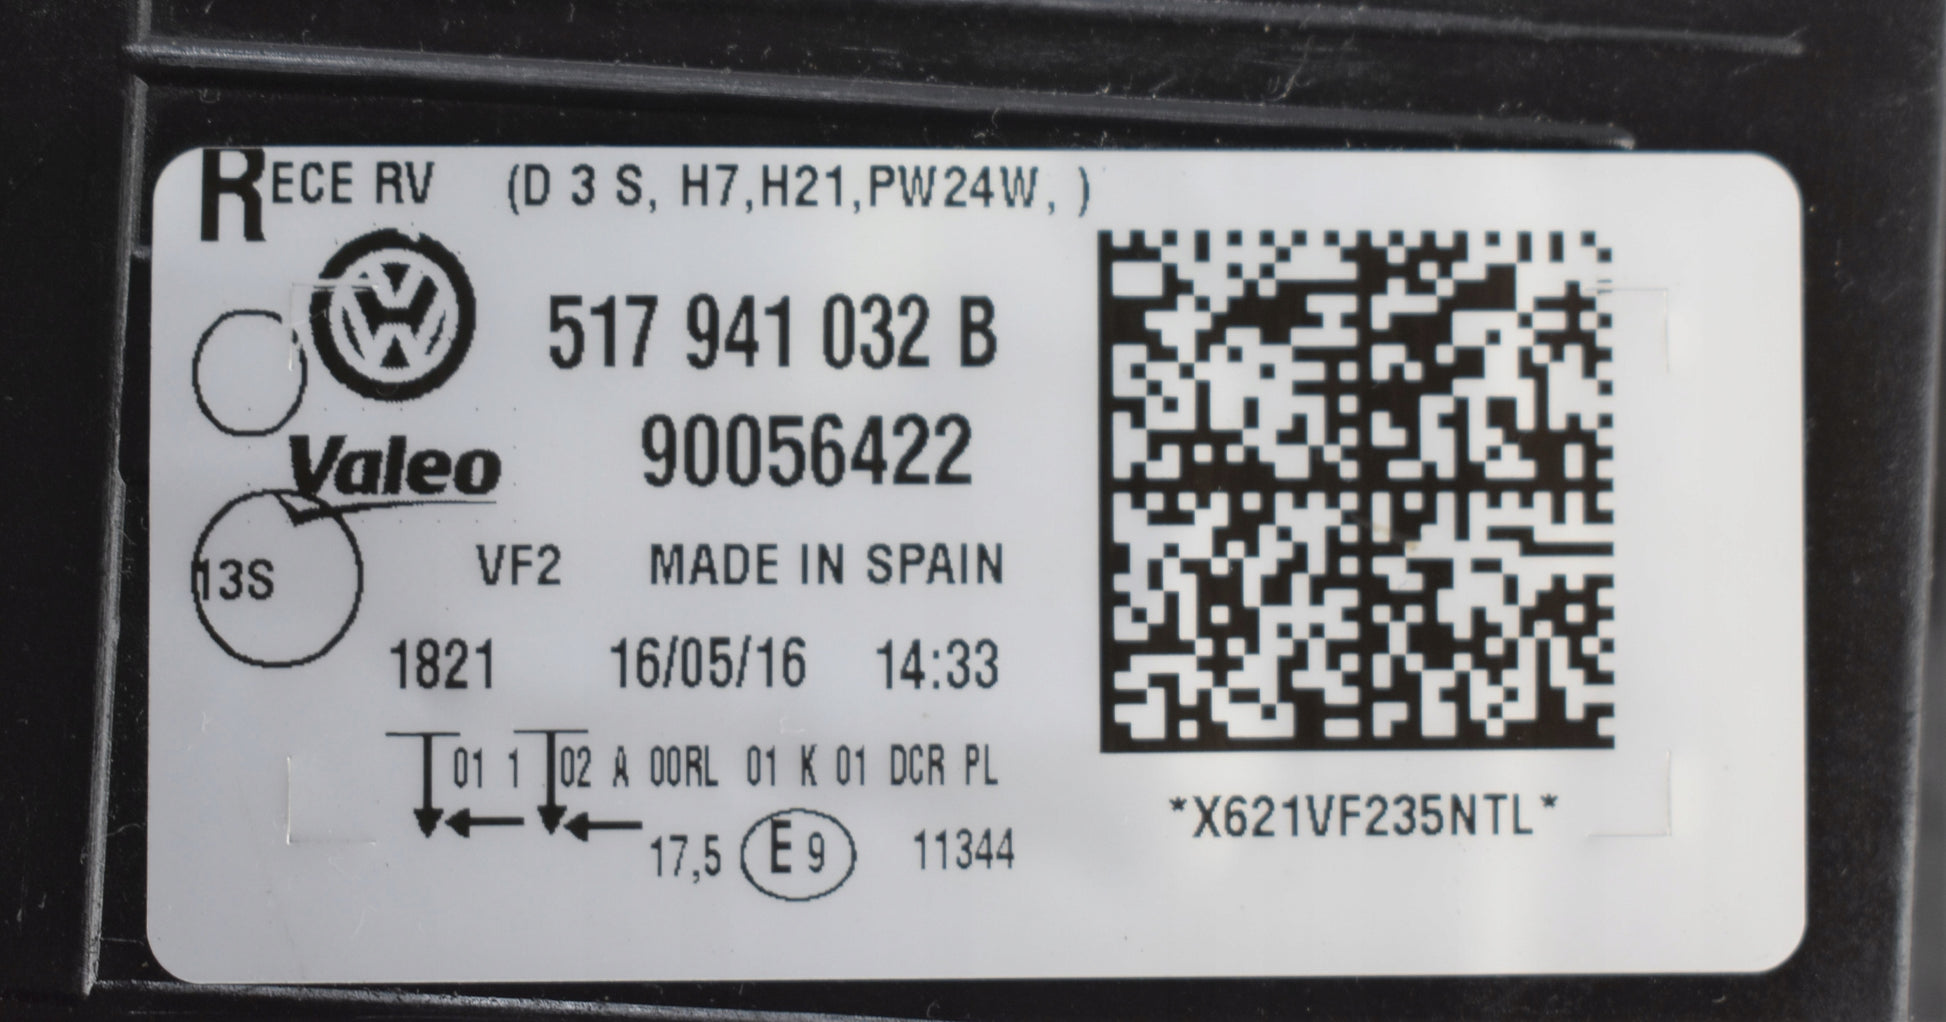 RECE RV (D 3 S, H7,H21,PW24W, )
517 941 032 B
Valeo 90056422
13S VF2 MADE IN SPAIN
1821 16/05/16 14:33
01 1 02 A 00RL 01 K 01 DCR PL
17,5 E 9 11344
*X621VF235NTL*